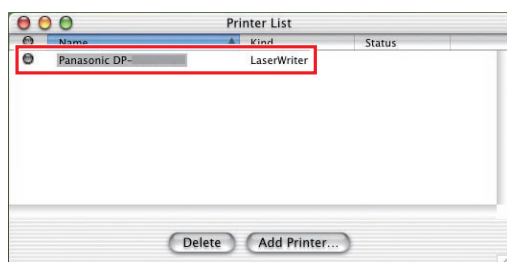 Printer List
Name Kind Status
Panasonic DP- LaserWriter
Delete Add Printer...